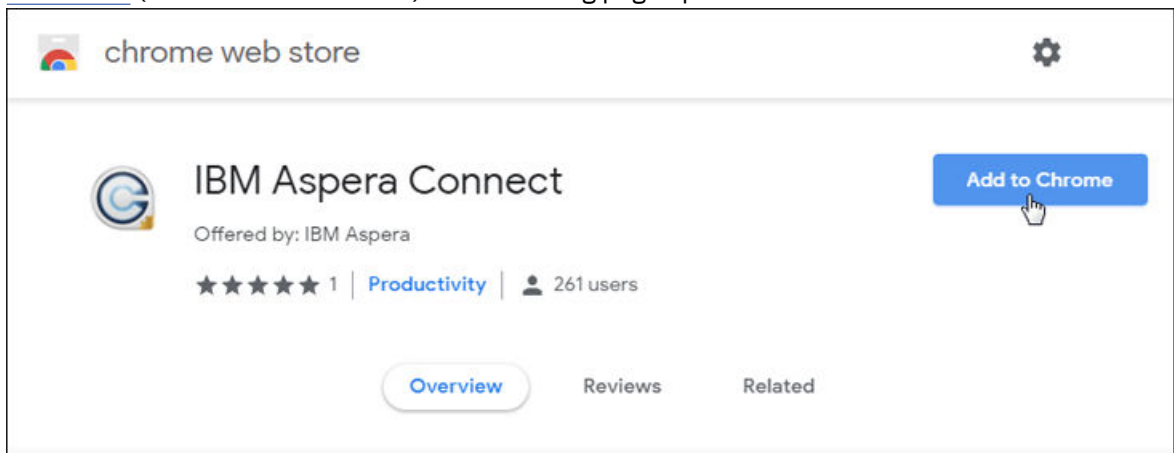 chrome web store
IBM Aspera Connect
Add to Chrome
Offered by: IBM Aspera
★★★★★ 1 | Productivity | 261 users
Overview Reviews Related